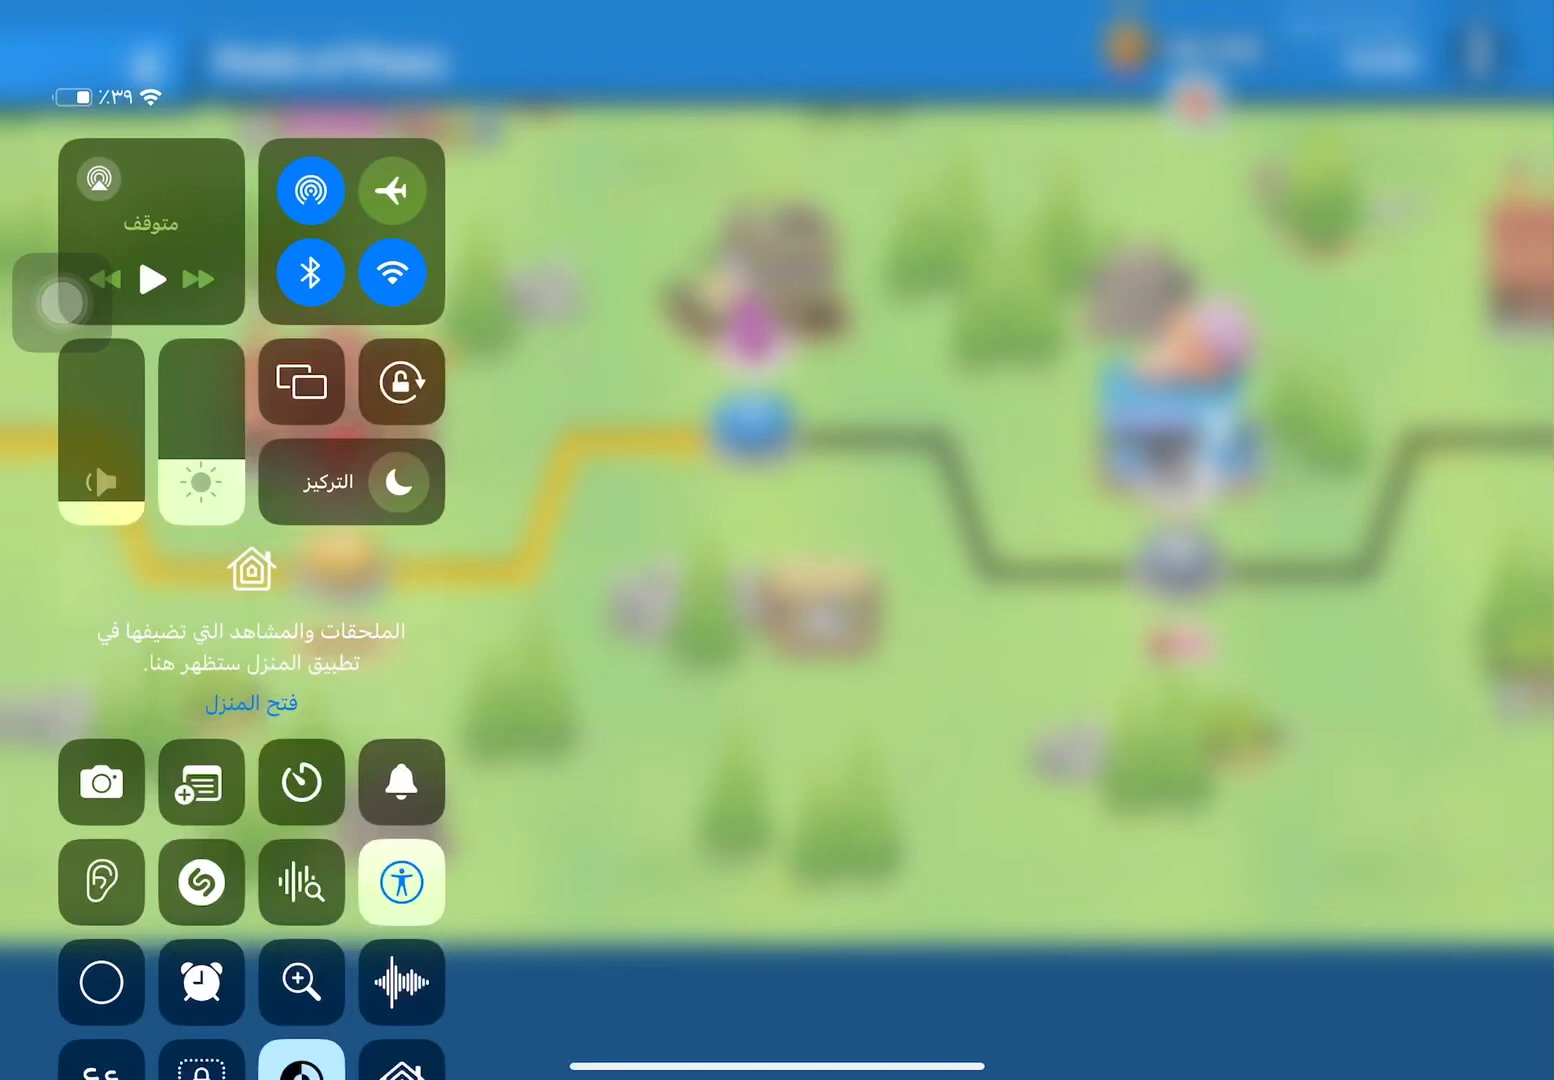 ٪٣٩
متوقف
التركيز
الملحقات والمشاهد التي تضيفها في
تطبيق المنزل ستظهر هنا.
فتح المنزل